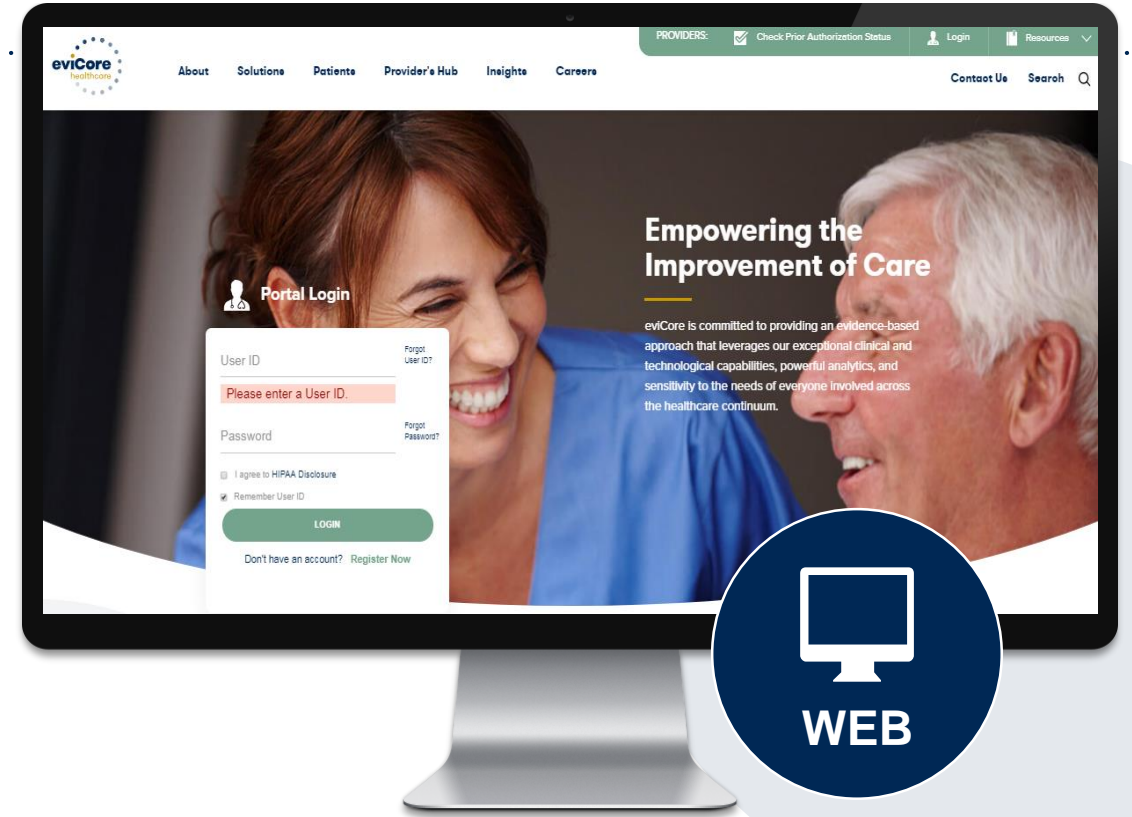 PROVIDERS: Check Prior Authorization Status Login Resources
eviCore
healthcare
About Solutions Patients Provider's Hub Insights Careers
Contact Us Search
Empowering the
Improvement of Care
eviCore is committed to providing an evidence-based
approach that leverages our exceptional clinical and
technological capabilities, powerful analytics, and
sensitivity to the needs of everyone involved across
the healthcare continuum.
Portal Login
User ID
Forgot
User ID?
Please enter a User ID.
Password
Forgot
Password?
I agree to HIPAA Disclosure
Remember User ID
LOGIN
Don't have an account? Register Now
WEB